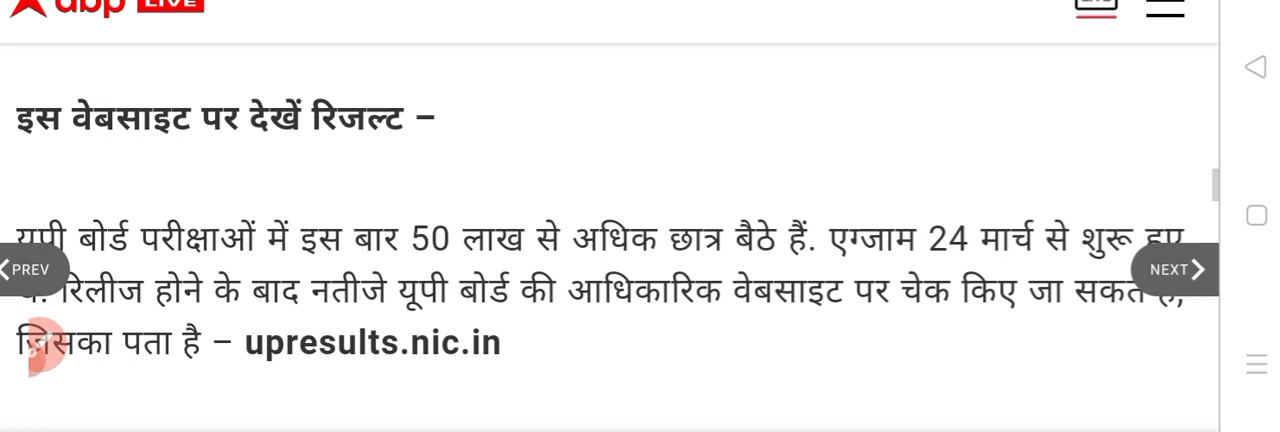 abp LIVE
इस वेबसाइट पर देखें रिजल्ट –
यूपी बोर्ड परीक्षाओं में इस बार 50 लाख से अधिक छात्र बैठे हैं. एग्जाम 24 मार्च से शुरू हुए
PREV
NEXT
रिलीज होने के बाद नतीजे यूपी बोर्ड की आधिकारिक वेबसाइट पर चेक किए जा सकते हैं,
जिसका पता है – upresults.nic.in